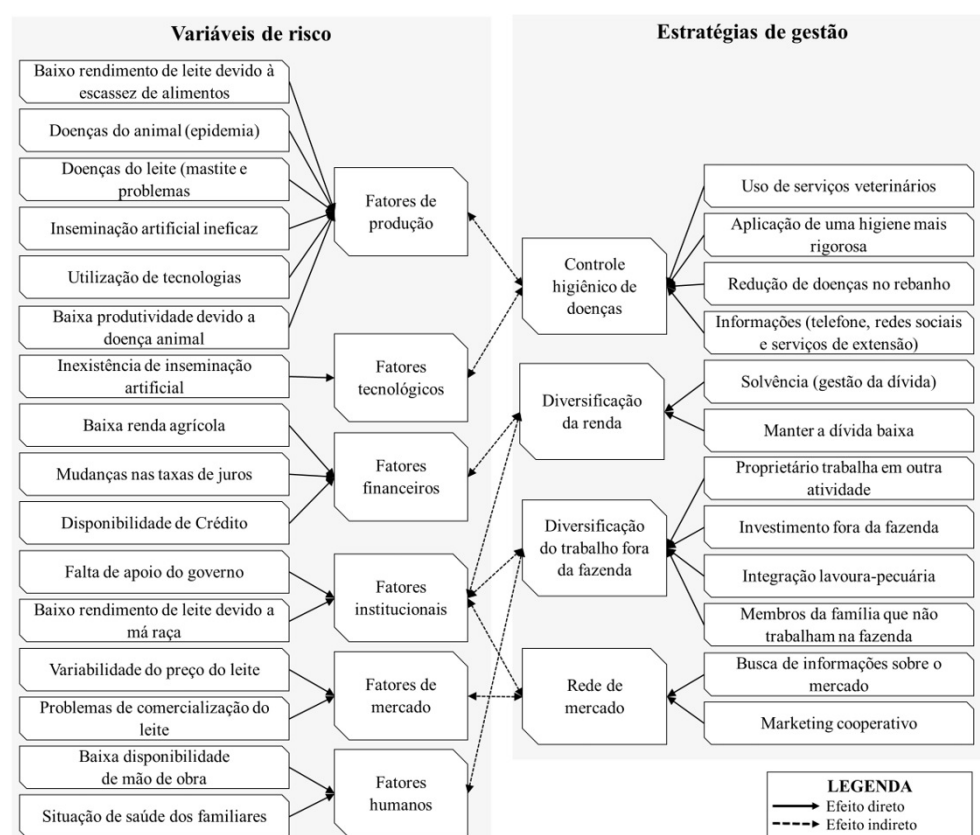 Variáveis de risco
Baixo rendimento de leite devido à
escassez de alimentos
Doenças do animal (epidemia)
Doenças do leite (mastite e
problemas
Inseminação artificial ineficaz
Utilização de tecnologias
Baixa produtividade devido a
doença animal
Inexistência de inseminação
artificial
Baixa renda agrícola
Mudanças nas taxas de juros
Disponibilidade de Crédito
Falta de apoio do governo
Baixo rendimento de leite devido a
má raça
Variabilidade do preço do leite
Problemas de comercialização do
leite
Baixa disponibilidade
de mão de obra
Situação de saúde dos familiares
Fatores de
produção
Fatores
tecnológicos
Fatores
financeiros
Fatores
institucionais
Fatores de
mercado
Fatores
humanos
Estratégias de gestão
Controle
higiênico de
doenças
Diversificação
da renda
Diversificação
do trabalho fora
da fazenda
Rede de
mercado
Uso de serviços veterinários
Aplicação de uma higiene mais
rigorosa
Redução de doenças no rebanho
Informações (telefone, redes sociais
e serviços de extensão)
Solvência (gestão da dívida)
Manter a dívida baixa
Proprietário trabalha em outra
atividade
Investimento fora da fazenda
Integração lavoura-pecuária
Membros da família que não
trabalham na fazenda
Busca de informações sobre o
mercado
Marketing cooperativo
LEGENDA
Efeito direto
Efeito indireto